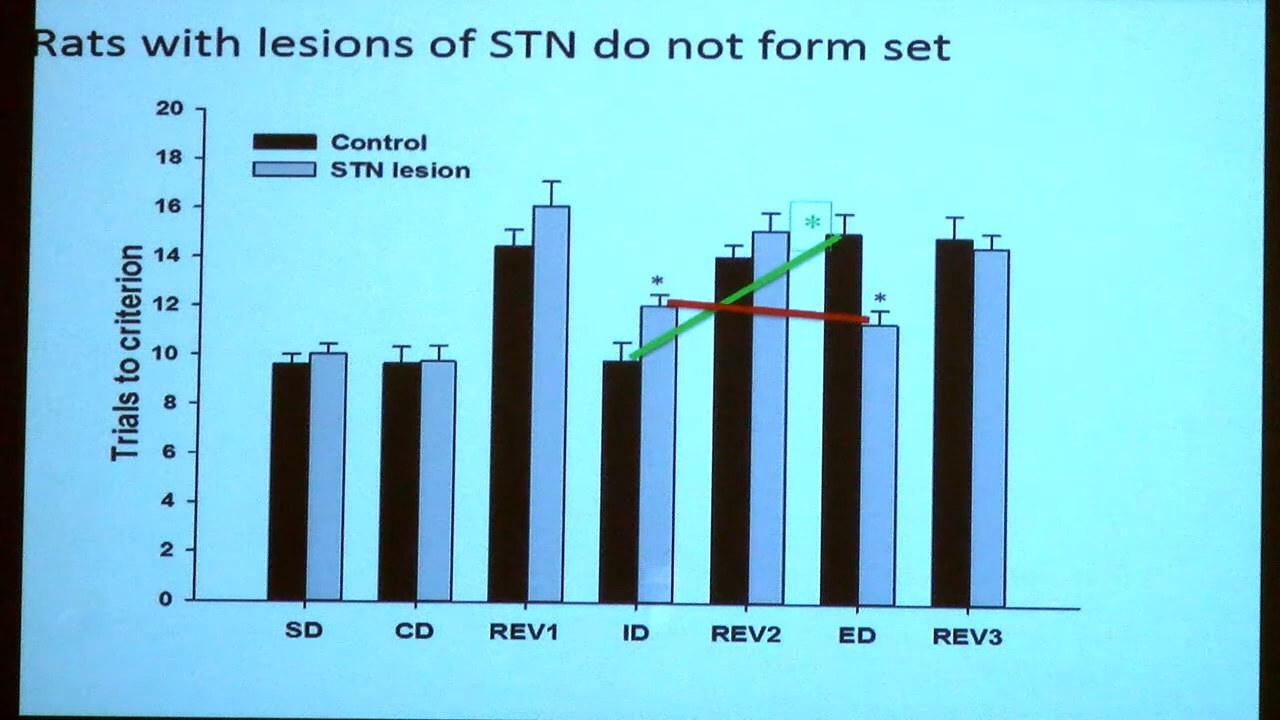 Rats with lesions of STN do not form set
20
18
16
14
12
10
8
6
4
2
0
Trials to criterion
Control
STN lesion
*
*
*
SD CD REV1 ID REV2 ED REV3